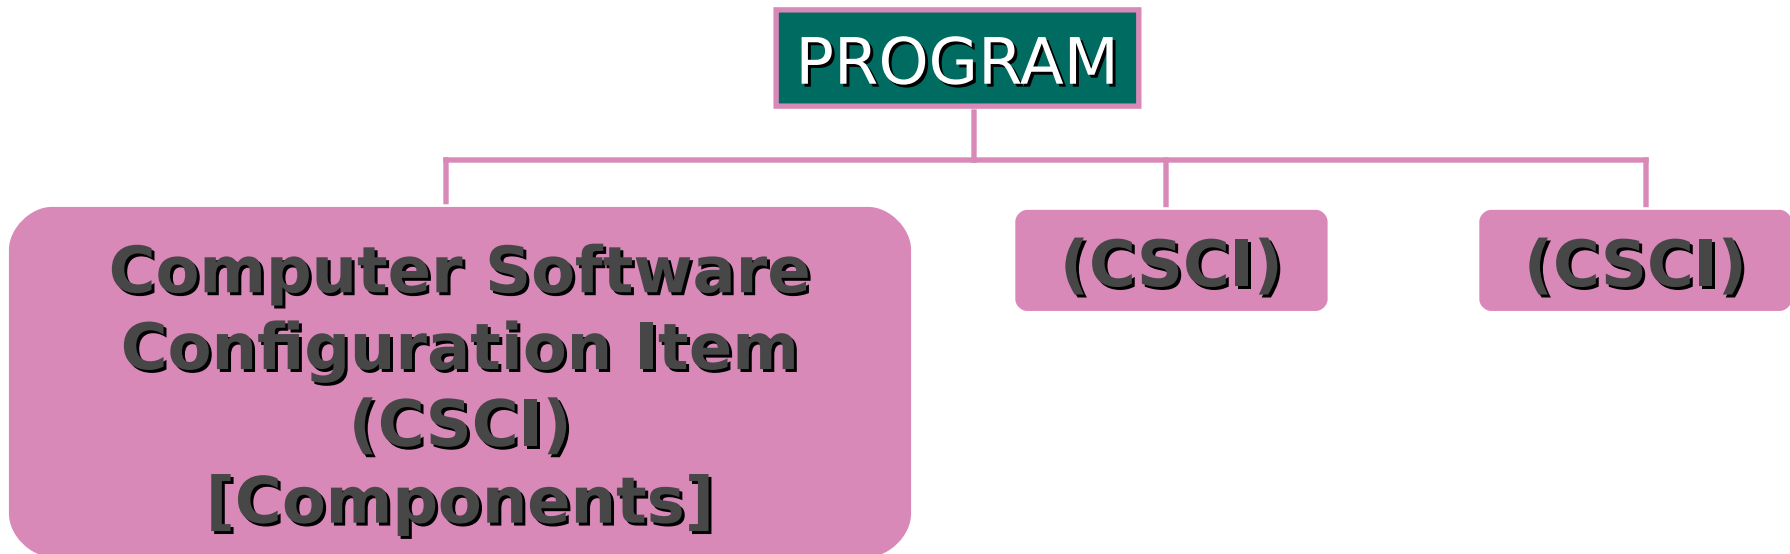 PROGRAM
Computer Software
Configuration Item
(CSCI)
[Components]
(CSCI)
(CSCI)